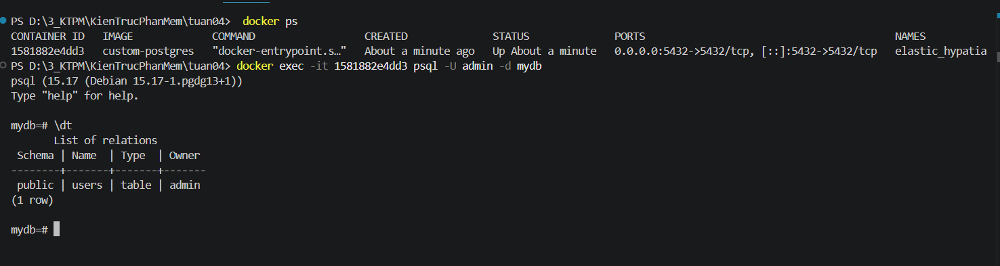 PS D:\3_KTPM\KienTrucPhanMem\tuan04>  docker ps
CONTAINER ID   IMAGE             COMMAND                  CREATED              STATUS              PORTS                                         NAMES
1581882e4dd3   custom-postgres   "docker-entrypoint.s…"   About a minute ago   Up About a minute   0.0.0.0:5432->5432/tcp, [::]:5432->5432/tcp   elastic_hypatia
PS D:\3_KTPM\KienTrucPhanMem\tuan04> docker exec -it 1581882e4dd3 psql -U admin -d mydb
psql (15.17 (Debian 15.17-1.pgdg13+1))
Type "help" for help.

mydb=# \dt
       List of relations
 Schema | Name  | Type  | Owner
--------+-------+-------+-------
 public | users | table | admin
(1 row)

mydb=#